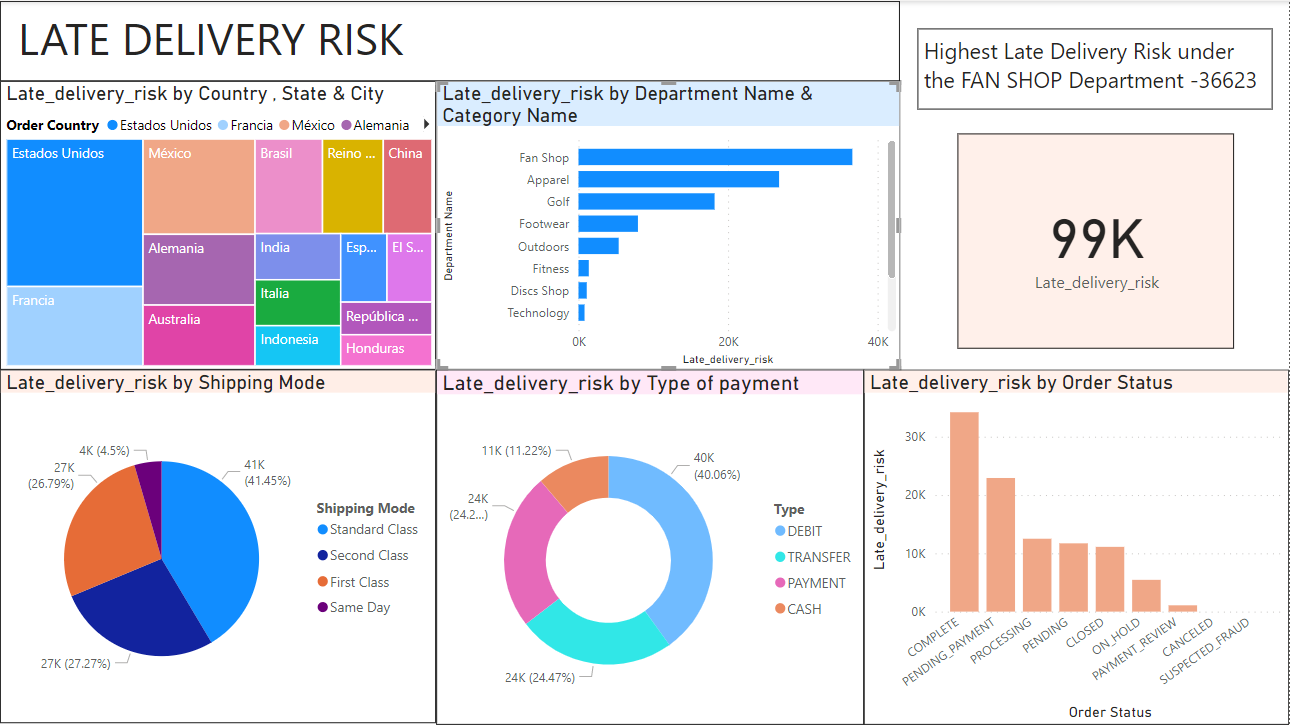 LATE DELIVERY RISK
Highest Late Delivery Risk under
the FAN SHOP Department -36623
Late_delivery_risk by Country , State & City
Order Country Estados Unidos Francia México Alemania
Estados Unidos
México
Brasil
Reino ...
China
Alemania
India
Esp...
El S...
Francia
Australia
Italia
Indonesia
República ...
Honduras
Late_delivery_risk by Department Name &
Category Name
Department Name
Fan Shop
Apparel
Golf
Footwear
Outdoors
Fitness
Discs Shop
Technology
0K 20K 40K
Late_delivery_risk
99K
Late_delivery_risk
Late_delivery_risk by Shipping Mode
4K (4.5%)
27K
(26.79%)
41K
(41.45%)
27K (27.27%)
Shipping Mode
Standard Class
Second Class
First Class
Same Day
Late_delivery_risk by Type of payment
11K (11.22%)
40K
(40.06%)
24K
(24.2...)
24K (24.47%)
Type
DEBIT
TRANSFER
PAYMENT
CASH
Late_delivery_risk by Order Status
Late_delivery_risk
30K
20K
10K
0K
COMPLETE
PENDING_PAYMENT
PROCESSING
PENDING
CLOSED
ON_HOLD
PAYMENT_REVIEW
CANCELED
SUSPECTED_FRAUD
Order Status